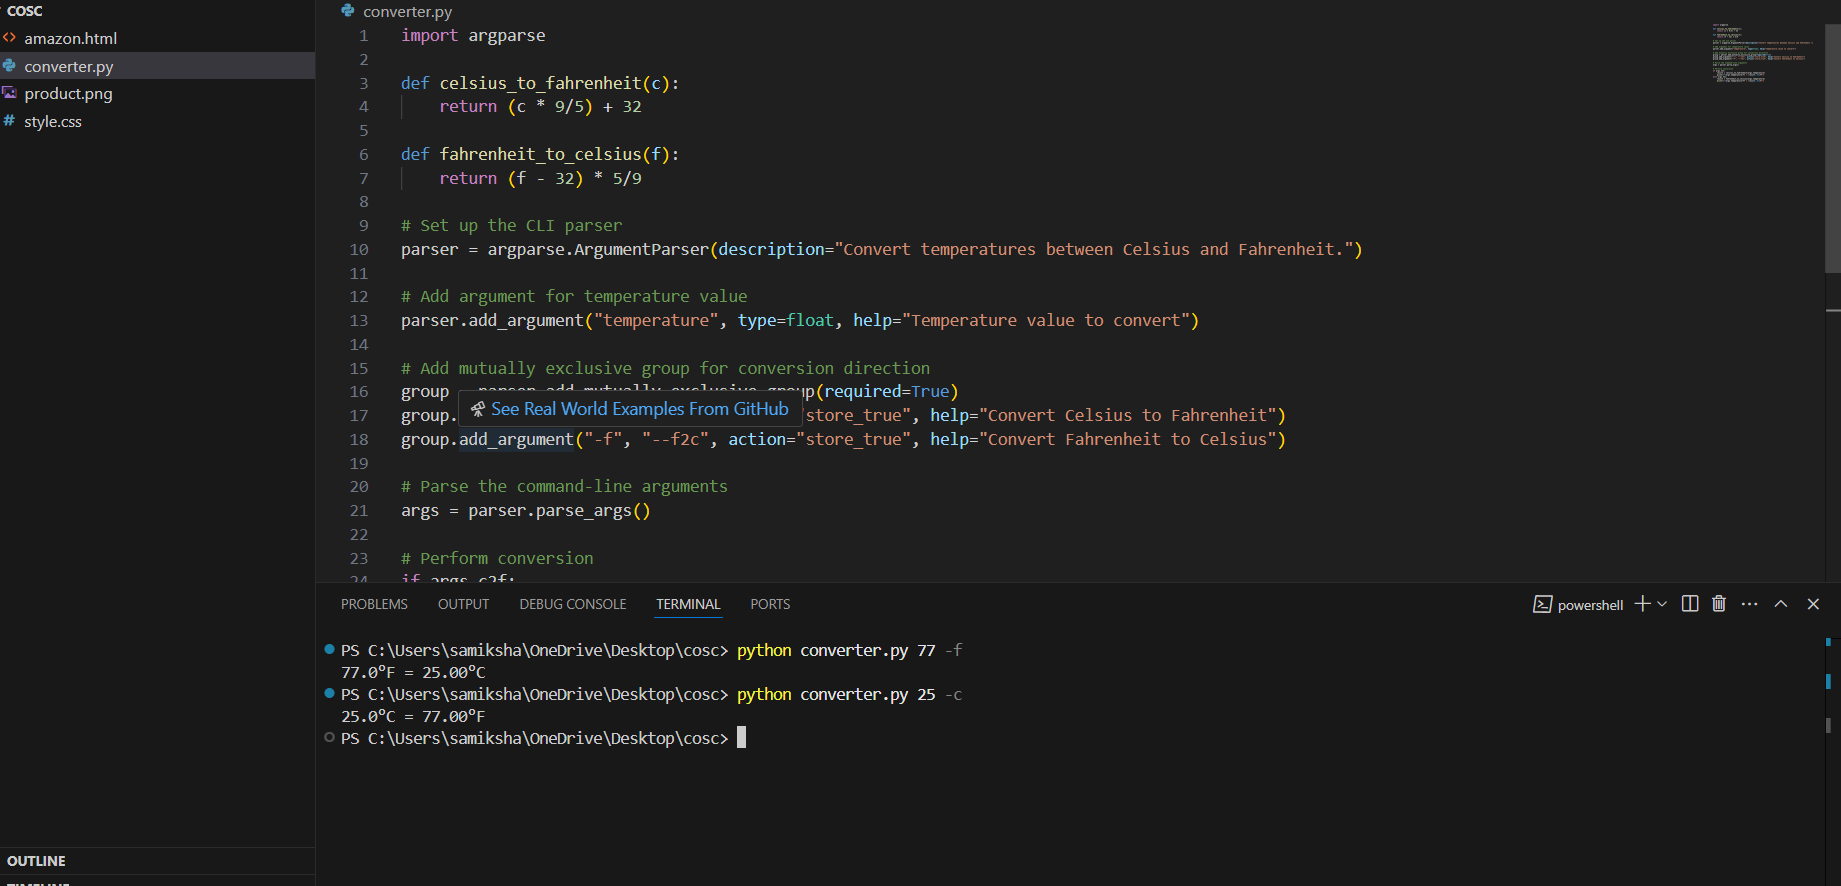 COSC
amazon.html
converter.py
product.png
style.css
OUTLINE
converter.py
1 import argparse
2
3 def celsius_to_fahrenheit(c):
4 return (c * 9/5) + 32
5
6 def fahrenheit_to_celsius(f):
7 return (f - 32) * 5/9
8
9 # Set up the CLI parser
10 parser = argparse.ArgumentParser(description="Convert temperatures between Celsius and Fahrenheit.")
11
12 # Add argument for temperature value
13 parser.add_argument("temperature", type=float, help="Temperature value to convert")
14
15 # Add mutually exclusive group for conversion direction
16 group = parser.add_mutually_exclusive_group(required=True)
See Real World Examples From GitHub
17 group. "store_true", help="Convert Celsius to Fahrenheit")
18 group.add_argument("-f", "--f2c", action="store_true", help="Convert Fahrenheit to Celsius")
19
20 # Parse the command-line arguments
21 args = parser.parse_args()
22
23 # Perform conversion
24 if args.c2f:
PROBLEMS OUTPUT DEBUG CONSOLE TERMINAL PORTS powershell
PS C:\Users\samiksha\OneDrive\Desktop\cosc> python converter.py 77 -f
77.0°F = 25.00°C
PS C:\Users\samiksha\OneDrive\Desktop\cosc> python converter.py 25 -c
25.0°C = 77.00°F
PS C:\Users\samiksha\OneDrive\Desktop\cosc>